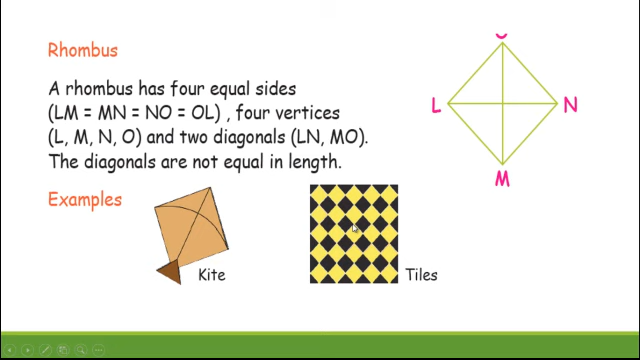 Rhombus
A rhombus has four equal sides
(LM = MN = NO = OL) , four vertices
(L, M, N, O) and two diagonals (LN, MO).
The diagonals are not equal in length.
Examples
Kite
Tiles
L
N
M